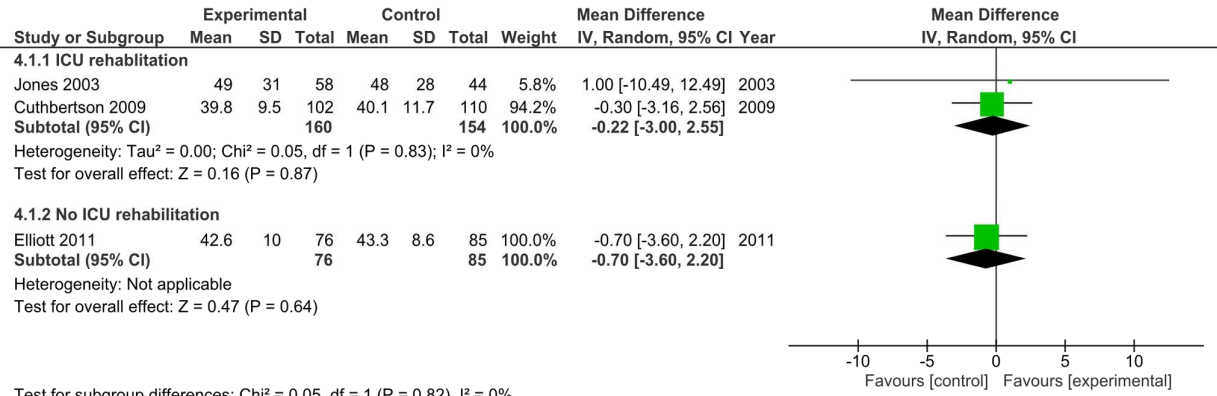 Experimental Control Mean Difference Mean Difference
Study or Subgroup Mean SD Total Mean SD Total Weight IV, Random, 95% CI Year IV, Random, 95% CI
4.1.1 ICU rehablitation
Jones 2003 49 31 58 48 28 44 5.8% 1.00 [-10.49, 12.49] 2003
Cuthbertson 2009 39.8 9.5 102 40.1 11.7 110 94.2% -0.30 [-3.16, 2.56] 2009
Subtotal (95% CI) 160 154 100.0% -0.22 [-3.00, 2.55]
Heterogeneity: Tau² = 0.00; Chi² = 0.05, df = 1 (P = 0.83); I² = 0%
Test for overall effect: Z = 0.16 (P = 0.87)
4.1.2 No ICU rehabilitation
Elliott 2011 42.6 10 76 43.3 8.6 85 100.0% -0.70 [-3.60, 2.20] 2011
Subtotal (95% CI) 76 85 100.0% -0.70 [-3.60, 2.20]
Heterogeneity: Not applicable
Test for overall effect: Z = 0.47 (P = 0.64)
-10 -5 0 5 10
Favours [control] Favours [experimental]
Test for subgroup differences: Chi² = 0.05, df = 1 (P = 0.82), I² = 0%